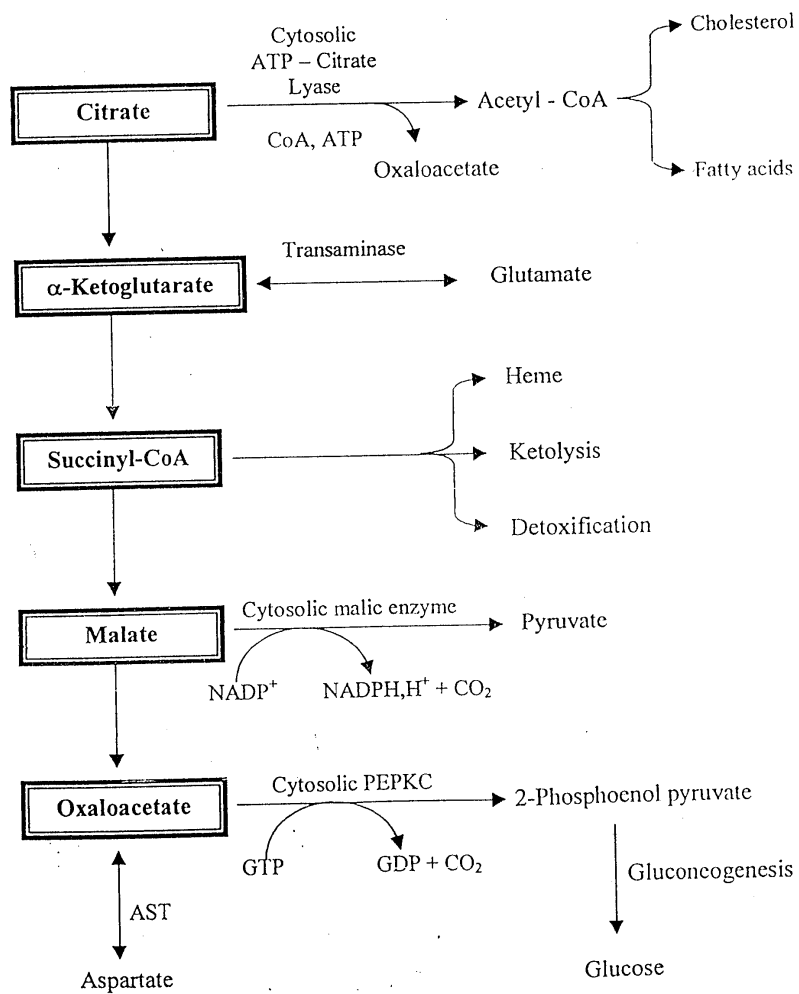 Cholesterol
Cytosolic
ATP – Citrate
Lyase
Citrate
Acetyl - CoA
CoA, ATP
Oxaloacetate
Fatty acids
Transaminase
α-Ketoglutarate
Glutamate
Heme
Succinyl-CoA
Ketolysis
Detoxification
Cytosolic malic enzyme
Malate
Pyruvate
NADP⁺
NADPH,H⁺ + CO₂
Cytosolic PEPKC
Oxaloacetate
2-Phosphoenol pyruvate
GTP
GDP + CO₂
Gluconcogenesis
AST
Glucose
Aspartate